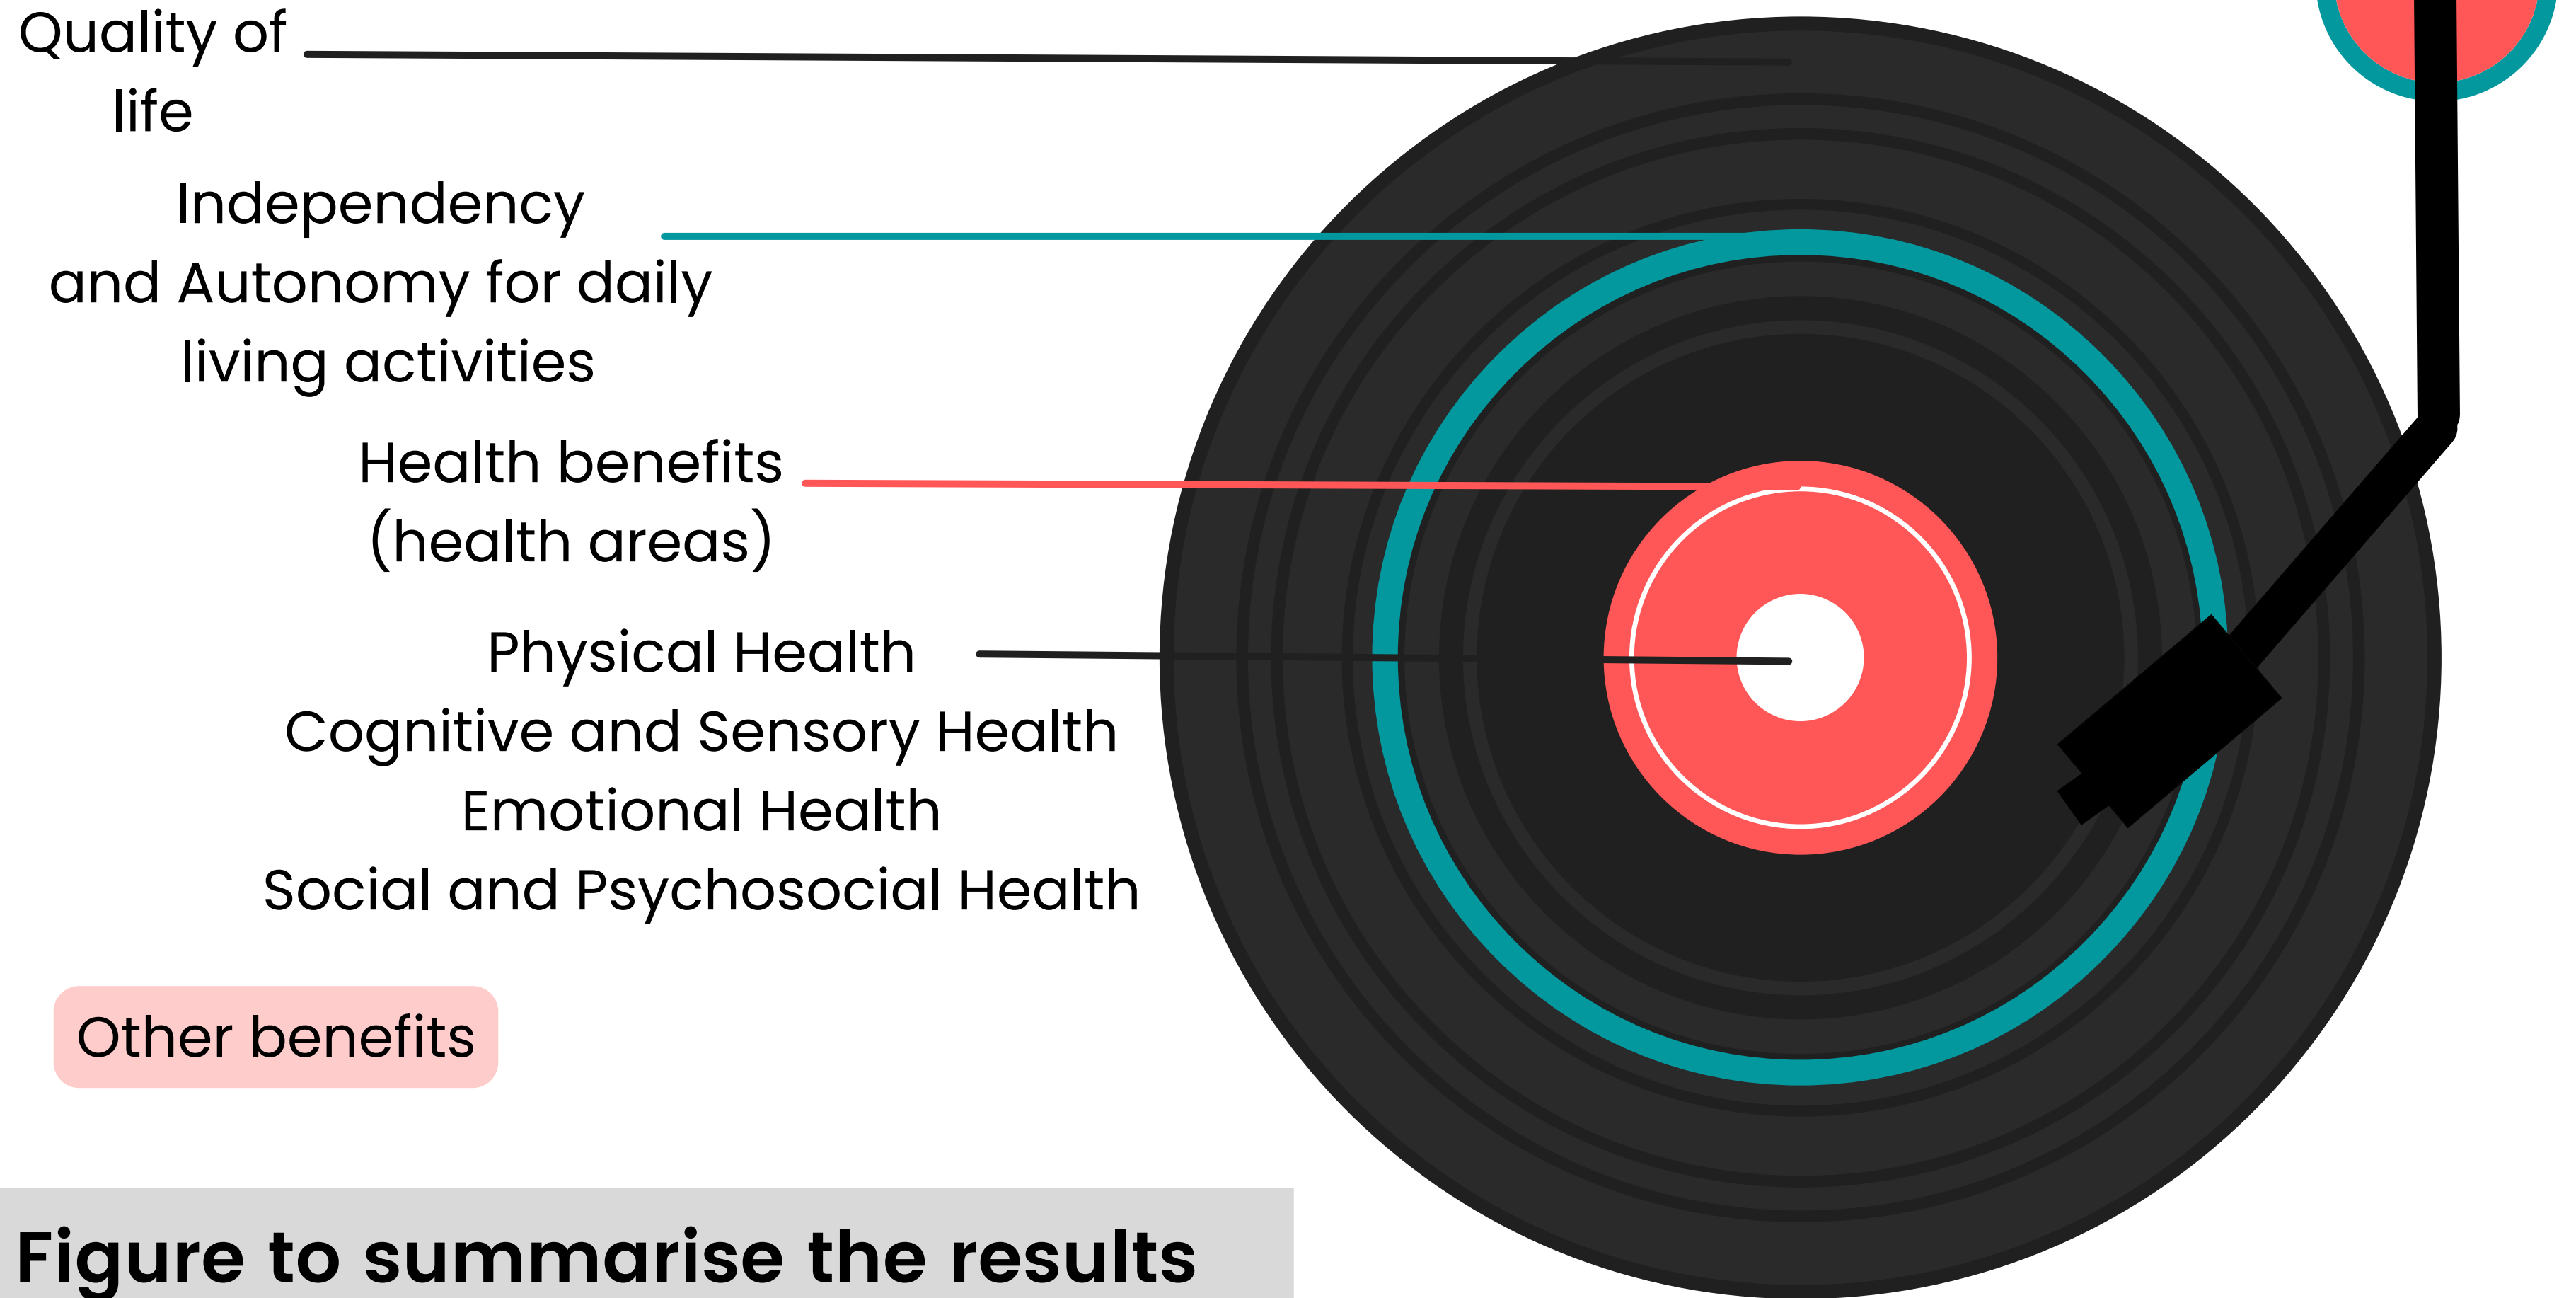 Quality of
life
Independency
and Autonomy for daily
living activities
Health benefits
(health areas)
Physical Health
Cognitive and Sensory Health
Emotional Health
Social and Psychosocial Health
Other benefits
Figure to summarise the results